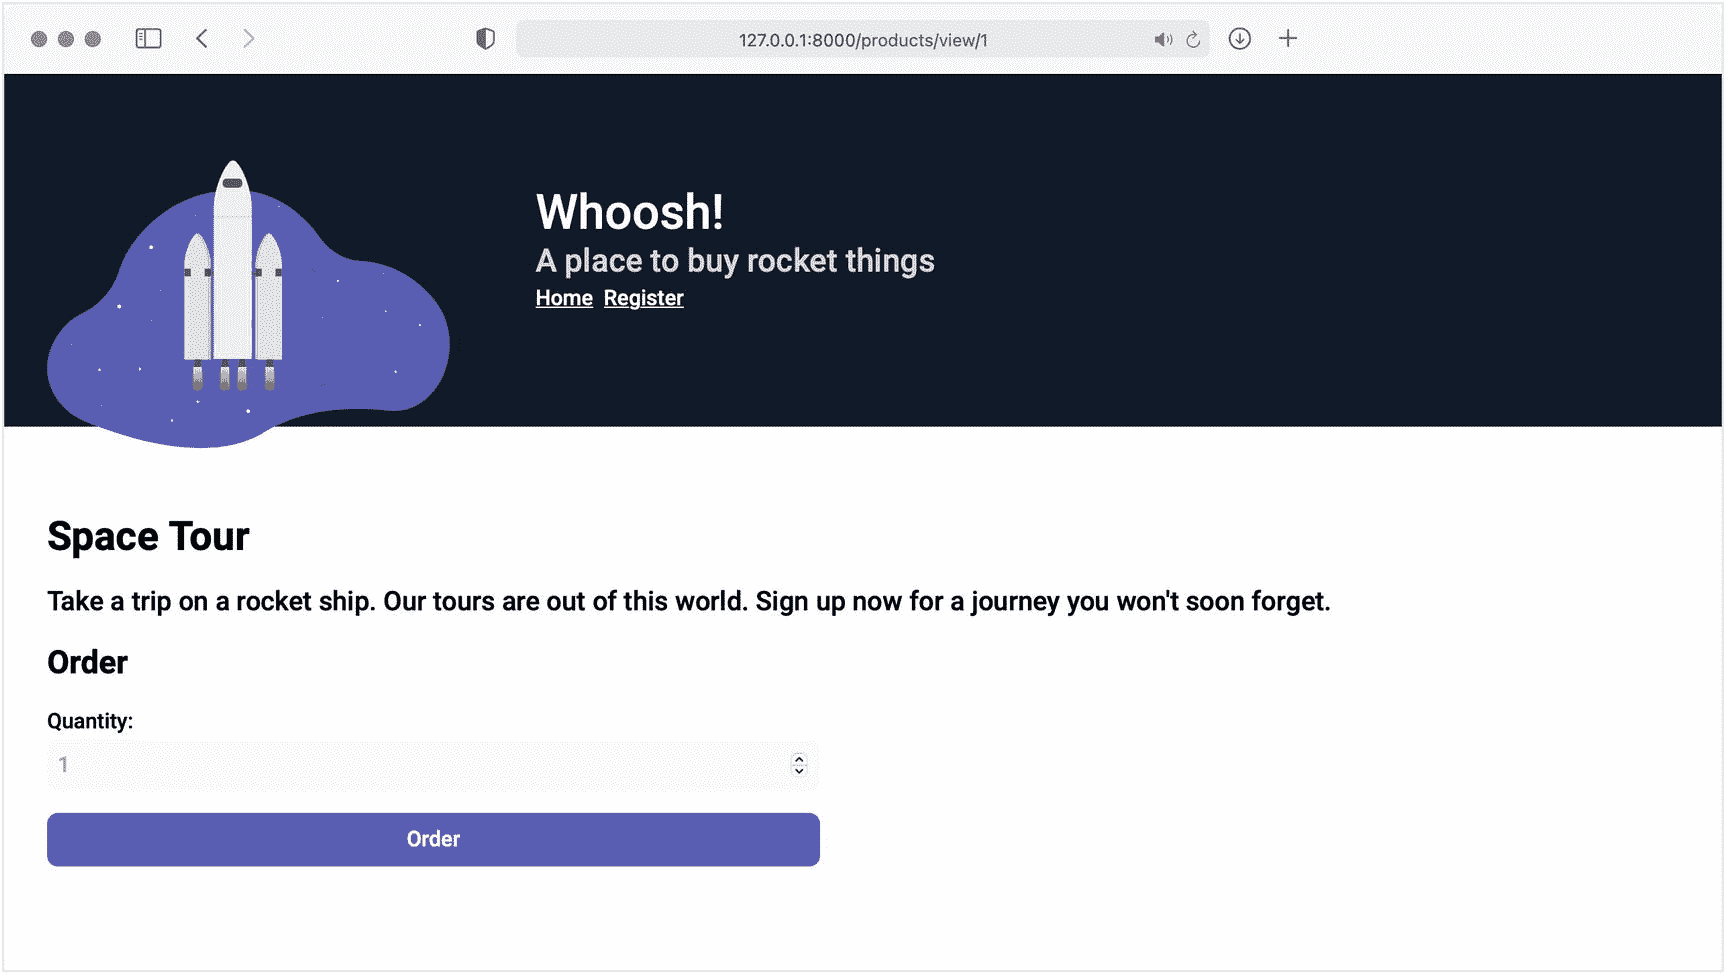 127.0.0.1:8000/products/view/1
Whoosh!
A place to buy rocket things
Home Register
Space Tour
Take a trip on a rocket ship. Our tours are out of this world. Sign up now for a journey you won't soon forget.
Order
Quantity:
1
Order